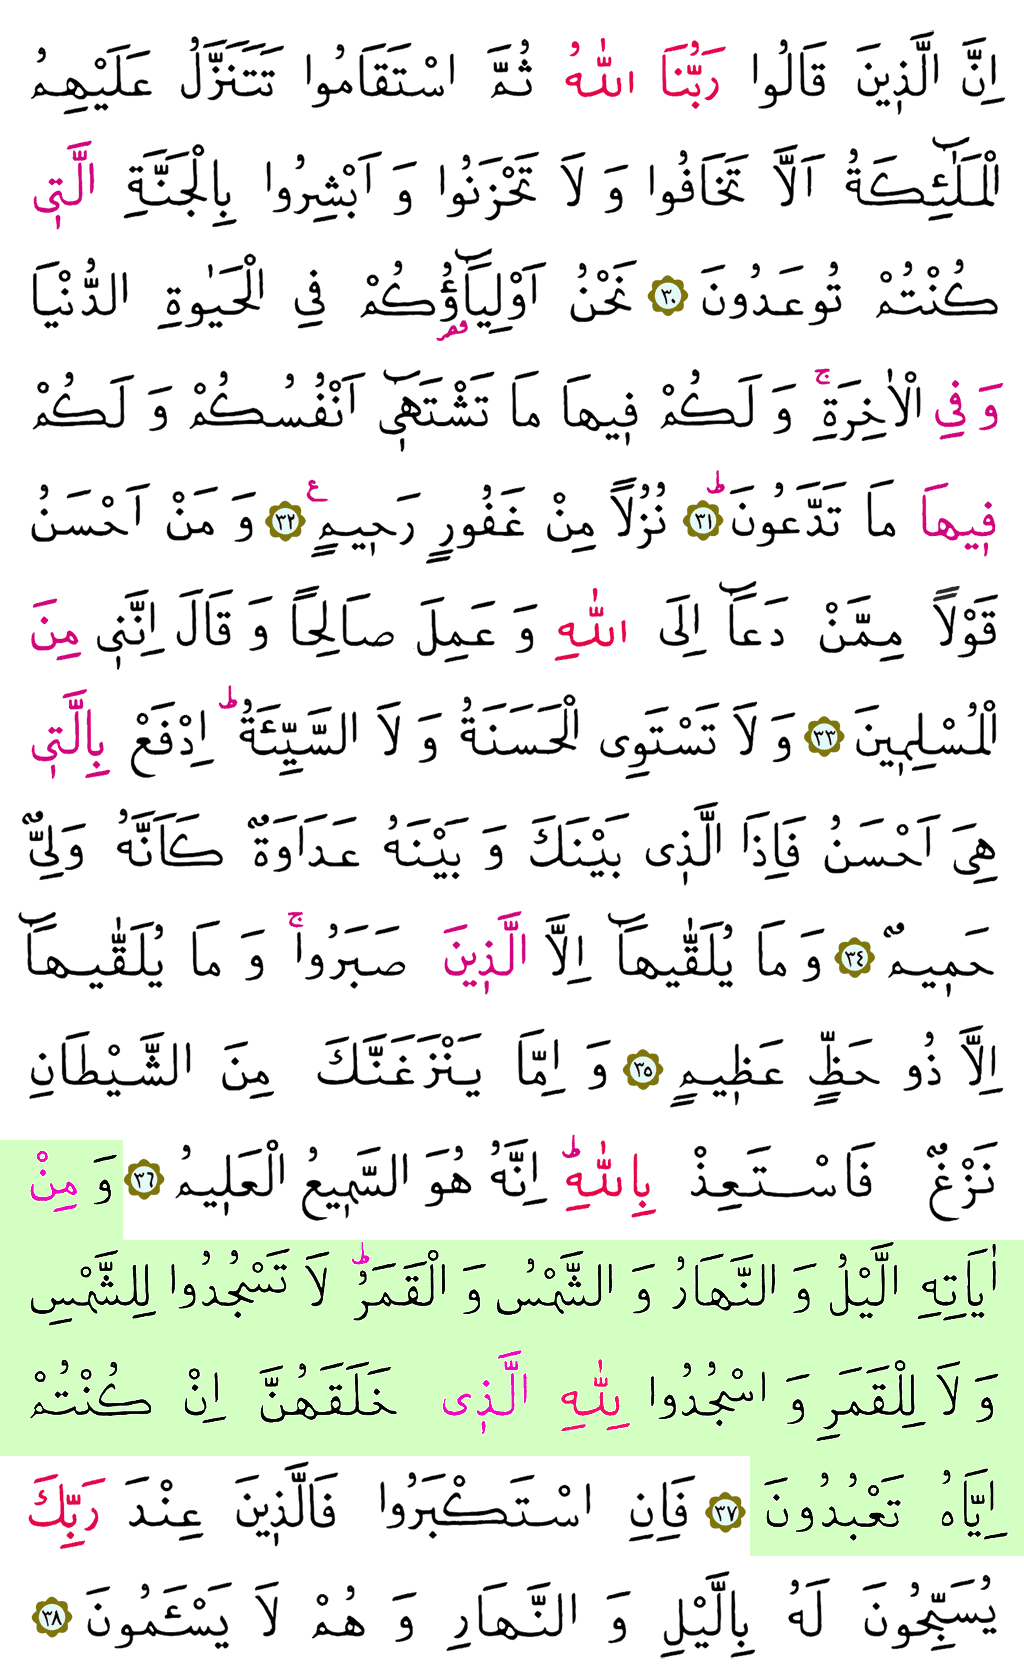 اِنَّ الَّذ۪ينَ قَالُوا رَبُّنَا اللّٰهُ ثُمَّ اسْتَقَامُوا تَتَنَزَّلُ عَلَيْهِمُ
الْمَلٰٓئِكَةُ اَلَّا تَخَافُوا وَ لَا تَحْزَنُوا وَ اَبْشِرُوا بِالْجَنَّةِ الَّت۪ي
كُنْتُمْ تُوعَدُونَ ﴿٣٠﴾ نَحْنُ اَوْلِيَٓاؤُ۬كُمْ فِي الْحَيٰوةِ الدُّنْيَا
وَ فِي الْاٰخِرَةِۚ وَ لَكُمْ ف۪يهَا مَا تَشْتَه۪ٓي اَنْفُسُكُمْ وَ لَكُمْ
ف۪يهَا مَا تَدَّعُونَۜ ﴿٣١﴾ نُزُلًا مِنْ غَفُورٍ رَح۪يمٍ۟ ﴿٣٢﴾ وَ مَنْ اَحْسَنُ
قَوْلًا مِمَّنْ دَعَٓا اِلَى اللّٰهِ وَ عَمِلَ صَالِحًا وَ قَالَ اِنَّن۪ي مِنَ
الْمُسْلِم۪ينَ ﴿٣٣﴾ وَ لَا تَسْتَوِي الْحَسَنَةُ وَ لَا السَّيِّئَةُۜ اِدْفَعْ بِالَّت۪ي
هِيَ اَحْسَنُ فَاِذَا الَّذ۪ي بَيْنَكَ وَ بَيْنَهُ عَدَاوَةٌ كَاَنَّهُ وَلِيٌّ
حَم۪يمٌ ﴿٣٤﴾ وَ مَا يُلَقّٰيهَٓا اِلَّا الَّذ۪ينَ صَبَرُواۚ وَ مَا يُلَقّٰيهَٓا
اِلَّا ذُو حَظٍّ عَظ۪يمٍ ﴿٣٥﴾ وَ اِمَّا يَنْزَغَنَّكَ مِنَ الشَّيْطَانِ
نَزْغٌ فَاسْتَعِذْ بِاللّٰهِۜ اِنَّهُ هُوَ السَّم۪يعُ الْعَل۪يمُ ﴿٣٦﴾ وَ مِنْ
اٰيَاتِهِ الَّيْلُ وَ النَّهَارُ وَ الشَّمْسُ وَ الْقَمَرُۜ لَا تَسْجُدُوا لِلشَّمْسِ
وَ لَا لِلْقَمَرِ وَ اسْجُدُوا لِلّٰهِ الَّذ۪ي خَلَقَهُنَّ اِنْ كُنْتُمْ
اِيَّاهُ تَعْبُدُونَ ﴿٣٧﴾ فَاِنِ اسْتَكْبَرُوا فَالَّذ۪ينَ عِنْدَ رَبِّكَ
يُسَبِّحُونَ لَهُ بِالَّيْلِ وَ النَّهَارِ وَ هُمْ لَا يَسْـَٔمُونَ ﴿٣٨﴾